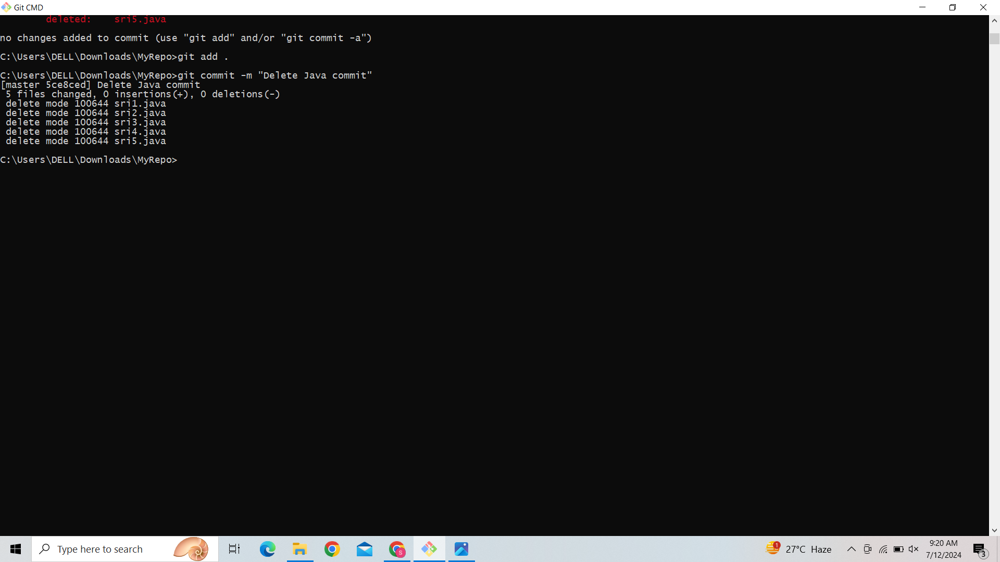 Git CMD
deleted:    sri5.java
no changes added to commit (use "git add" and/or "git commit -a")
C:\Users\DELL\Downloads\MyRepo>git add .
C:\Users\DELL\Downloads\MyRepo>git commit -m "Delete Java commit"
[master 5ce8ced] Delete Java commit
 5 files changed, 0 insertions(+), 0 deletions(-)
 delete mode 100644 sri1.java
 delete mode 100644 sri2.java
 delete mode 100644 sri3.java
 delete mode 100644 sri4.java
 delete mode 100644 sri5.java
C:\Users\DELL\Downloads\MyRepo>
Type here to search
S
1
27°C Haze
9:20 AM
7/12/2024
3